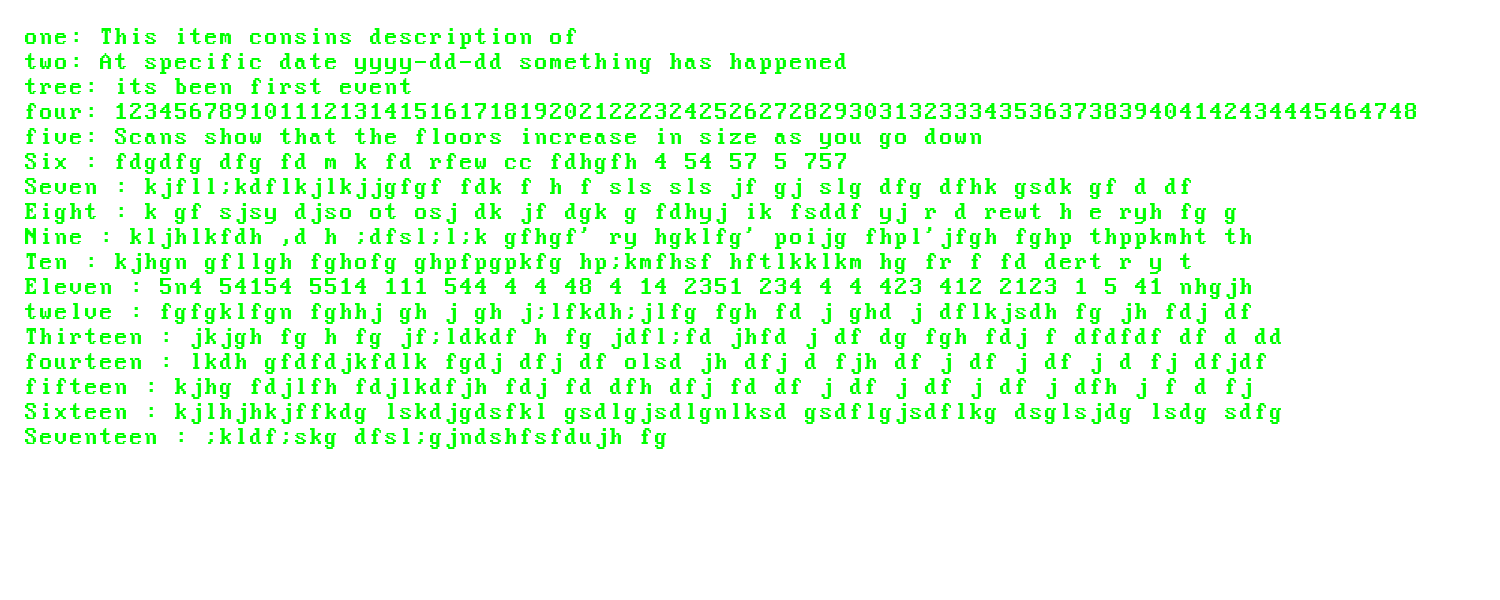 one: This item consins description of
two: At specific date yyyy-dd-dd something has happened
tree: its been first event
four: 123456789101112131415161718192021222324252627282930313233343536373839404142434445464748
five: Scans show that the floors increase in size as you go down
Six : fdgdfg dfg fd m k fd rfew cc fdhgfh 4 54 57 5 757
Seven : kjfll;kdflkjlkjjgfgf fdk f h f sls sls jf gj slg dfg dfhk gsdk gf d df
Eight : k gf sjsy djso ot osj dk jf dgk g fdhyj ik fsddf yj r d rewt h e ryh fg g
Nine : kljhlkfdh ,d h ;dfsl;l;k gfhgf' ry hgklfg' poijg fhpl'jfgh fghp thppkmht th
Ten : kjhgn gfllgh fghofg ghpfpgpkfg hp;kmfhsf hftlkklkm hg fr f fd dert r y t
Eleven : 5n4 54154 5514 111 544 4 4 48 4 14 2351 234 4 4 423 412 2123 1 5 41 nhgjh
twelve : fgfgklfgn fghhj gh j gh j;lfkdh;jlfg fgh fd j ghd j dflkjsdh fg jh fdj df
Thirteen : jkjgh fg h fg jf;ldkdf h fg jdfl;fd jhfd j df dg fgh fdj f dfdfdf df d dd
fourteen : lkdh gfdfdjkfdlk fgdj dfj df olsd jh dfj d fjh df j df j df j d fj dfjdf
fifteen : kjhg fdjlfh fdjlkdfjh fdj fd dfh dfj fd df j df j df j df j dfh j f d fj
Sixteen : kjlhjhkjffkdg lskdjgdsfkl gsdlgjsdlgnlksd gsdflgjsdflkg dsglsjdg lsdg sdfg
Seventeen : ;kldf;skg dfsl;gjndshfsfdujh fg